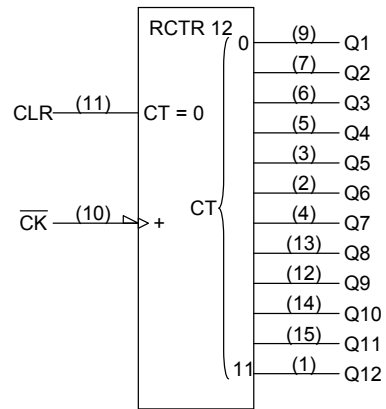 RCTR 12
0 (9) Q1
(7) Q2
(6) Q3
CLR (11) CT = 0 (5) Q4
(3) Q5
(2) Q6
CK (10) + CT (4) Q7
(13) Q8
(12) Q9
(14) Q10
(15) Q11
11 (1) Q12